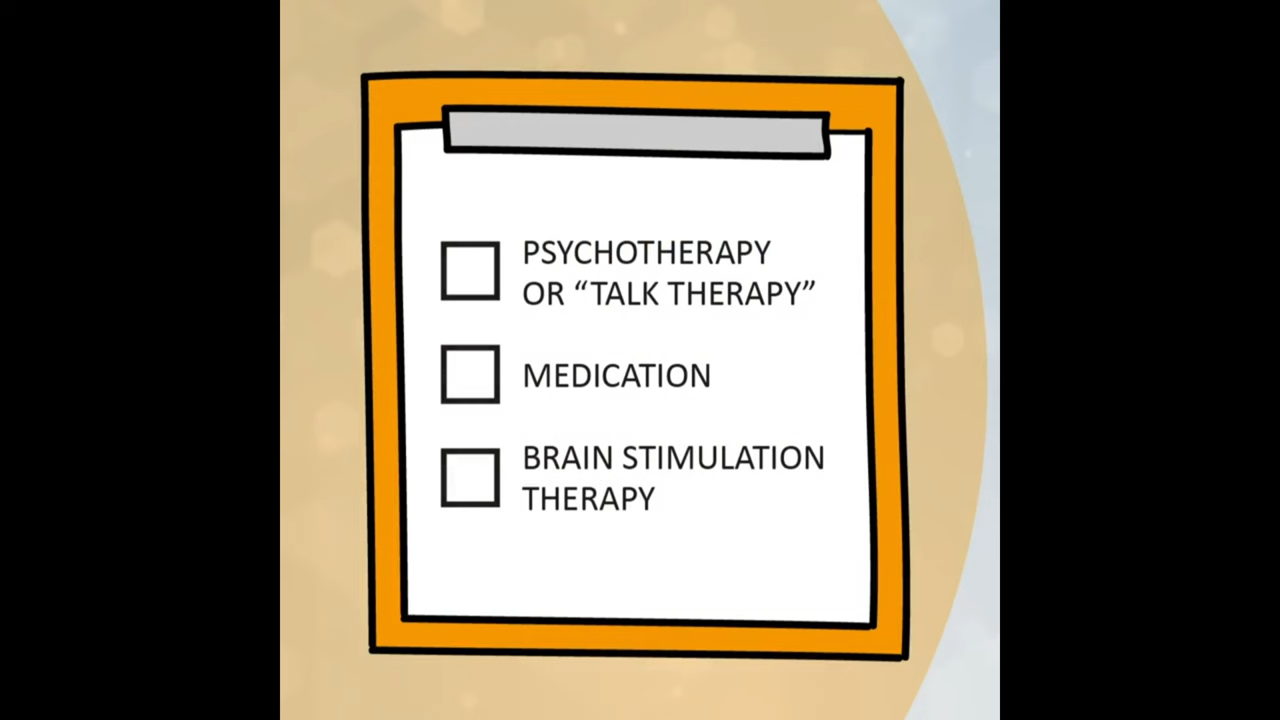 PSYCHOTHERAPY
OR “TALK THERAPY”
MEDICATION
BRAIN STIMULATION
THERAPY